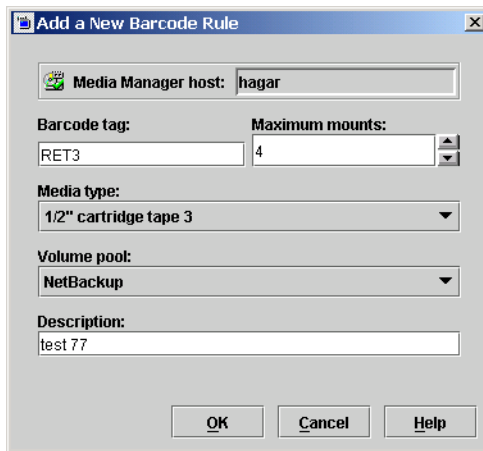 Add a New Barcode Rule
Media Manager host: hagar
Barcode tag: Maximum mounts:
RET3 4
Media type:
1/2" cartridge tape 3
Volume pool:
NetBackup
Description:
test 77
OK Cancel Help